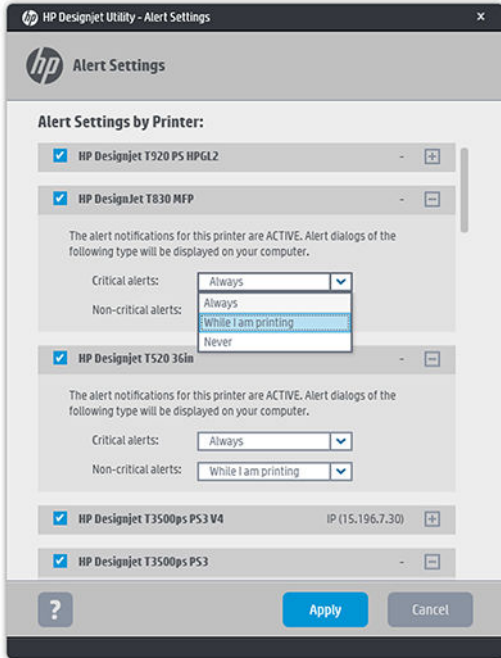 HP Designjet Utility - Alert Settings x
hp Alert Settings
Alert Settings by Printer:
HP Designjet T920 PS HPGL2 - +
HP DesignJet T830 MFP - −
The alert notifications for this printer are ACTIVE. Alert dialogs of the
following type will be displayed on your computer.
Critical alerts: Always
Always
Non-critical alerts:
While I am printing
Never
HP Designjet T520 36in - −
The alert notifications for this printer are ACTIVE. Alert dialogs of the
following type will be displayed on your computer.
Critical alerts: Always
Non-critical alerts: While I am printing
HP Designjet T3500ps PS3 V4 IP (15.196.7.30) +
HP Designjet T3500ps PS3 - −
? Apply Cancel